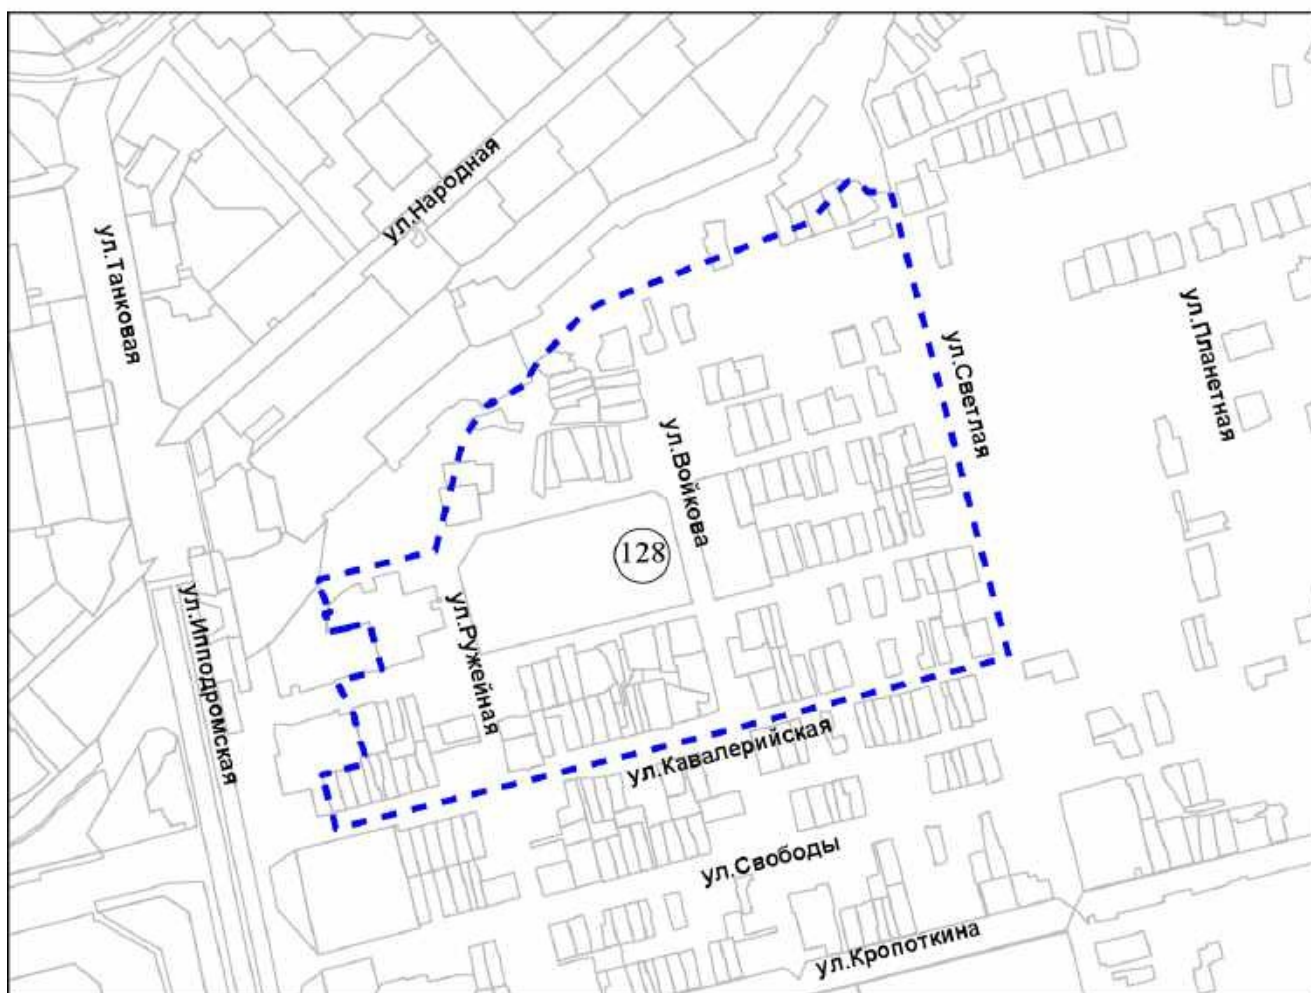 ул.Народная
ул.Танковая
ул.Планетная
ул.Светлая
ул.Войкова
128
ул.Ружейная
ул.Ипподромская
ул.Кавалерийская
ул.Свободы
ул.Кропоткина